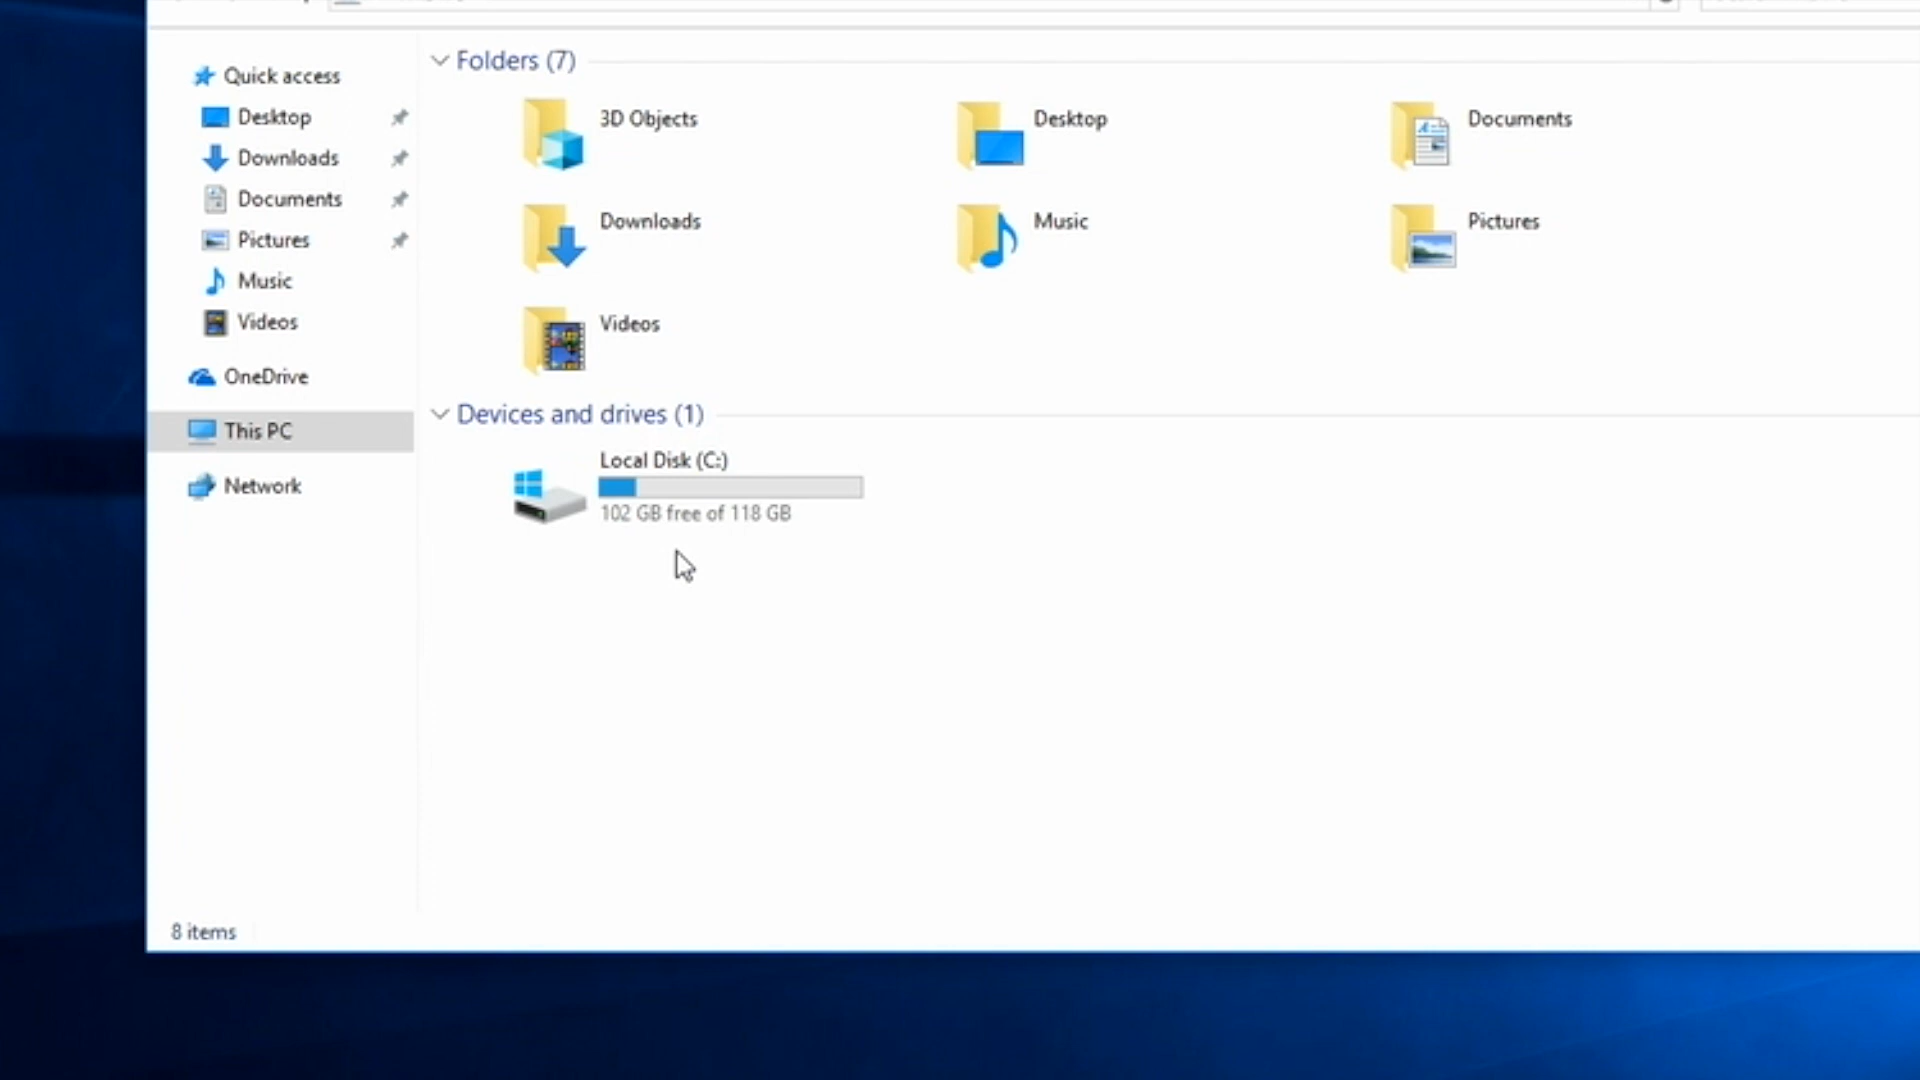 Quick access
Desktop
Downloads
Documents
Pictures
Music
Videos
OneDrive
This PC
Network
Folders (7)
3D Objects
Desktop
Documents
Downloads
Music
Pictures
Videos
Devices and drives (1)
Local Disk (C:)
102 GB free of 118 GB
8 items